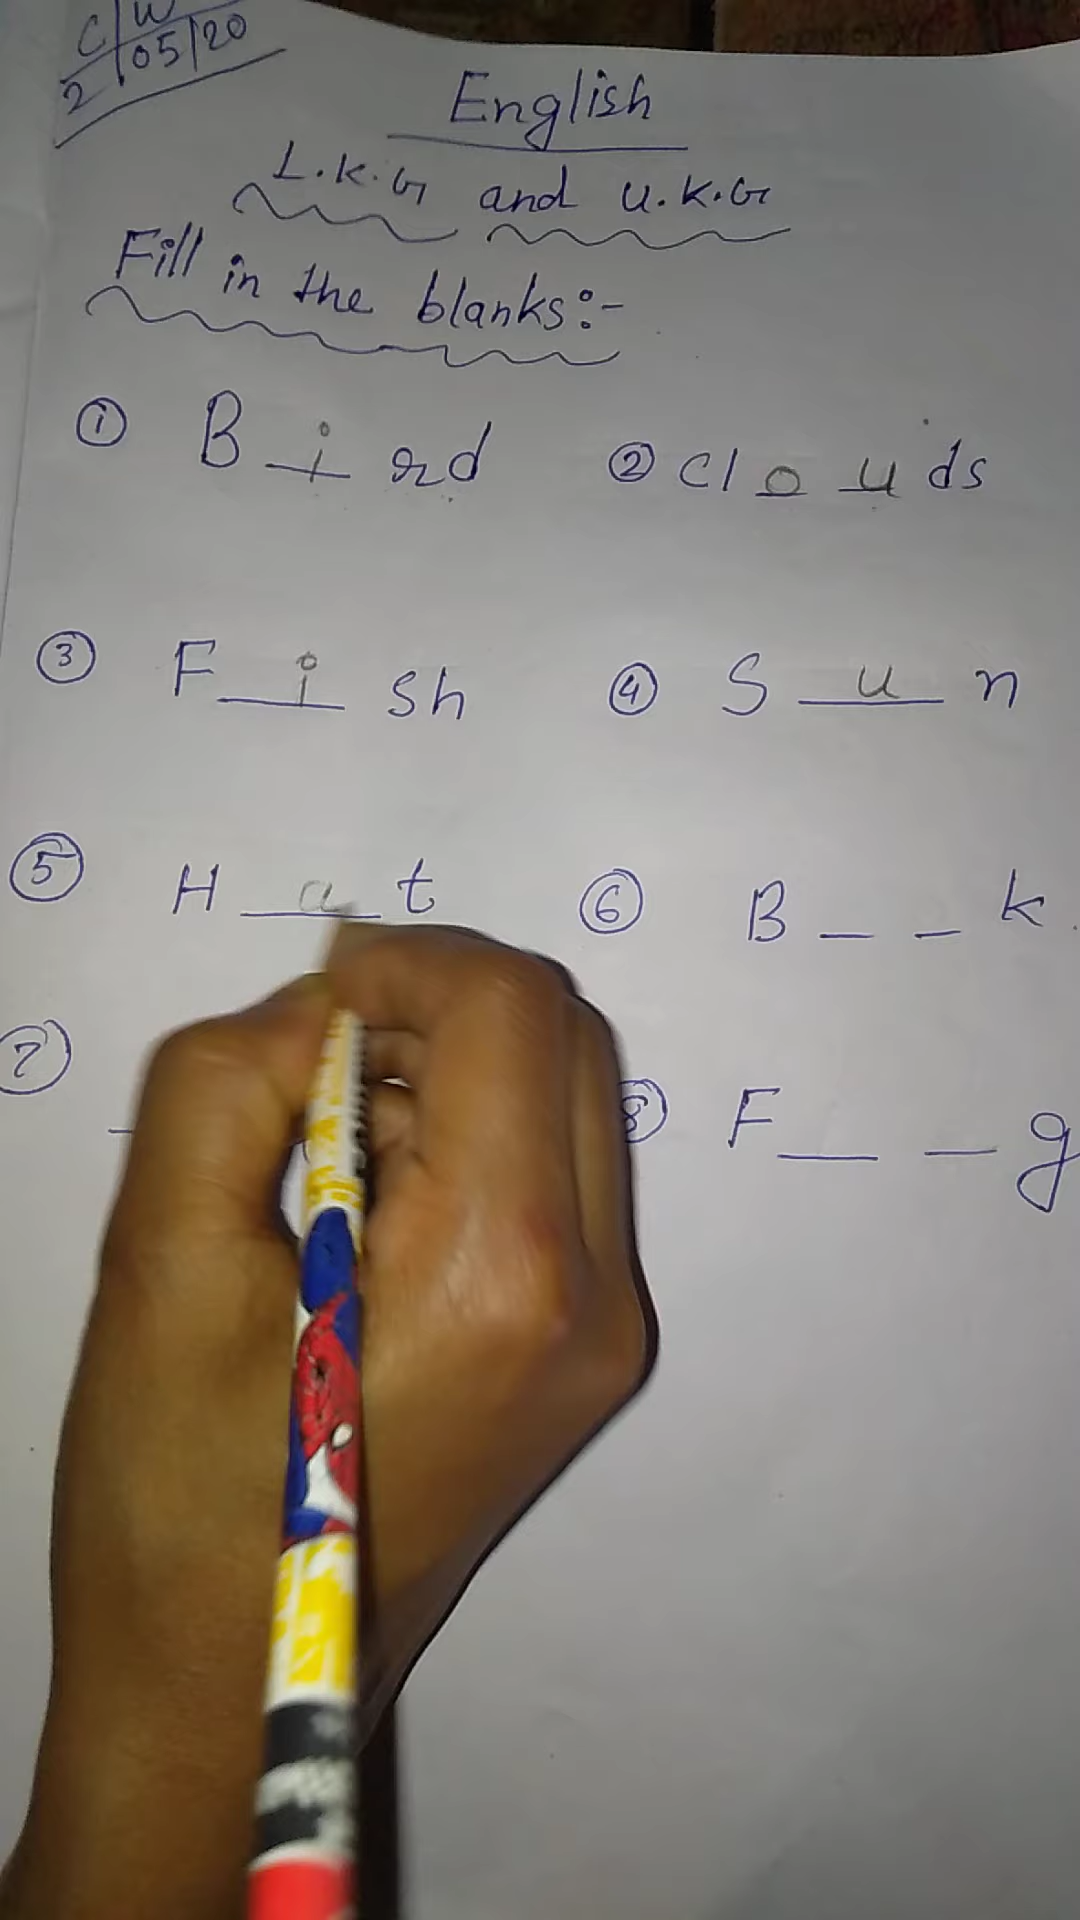 C W
2 05/20
English
L.K.G and U.K.G
Fill in the blanks:-
① B i rd ② Cl o u ds
③ F i sh ④ S u n
⑤ H a t ⑥ B _ _ k
⑦ _ ⑧ F _ _ g